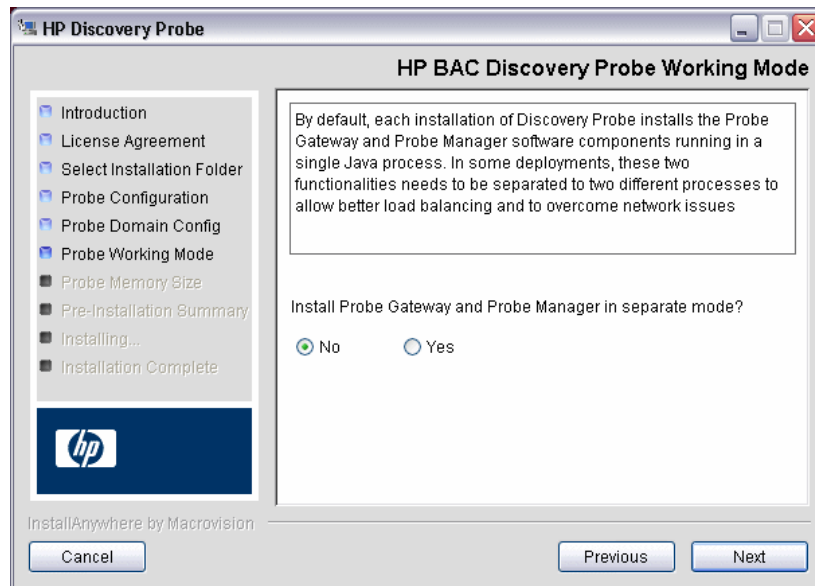 HP Discovery Probe
HP BAC Discovery Probe Working Mode
Introduction
License Agreement
Select Installation Folder
Probe Configuration
Probe Domain Config
Probe Working Mode
Probe Memory Size
Pre-Installation Summary
Installing...
Installation Complete
hp
By default, each installation of Discovery Probe installs the Probe
Gateway and Probe Manager software components running in a
single Java process. In some deployments, these two
functionalities needs to be separated to two different processes to
allow better load balancing and to overcome network issues
Install Probe Gateway and Probe Manager in separate mode?
No Yes
InstallAnywhere by Macrovision
Cancel Previous Next